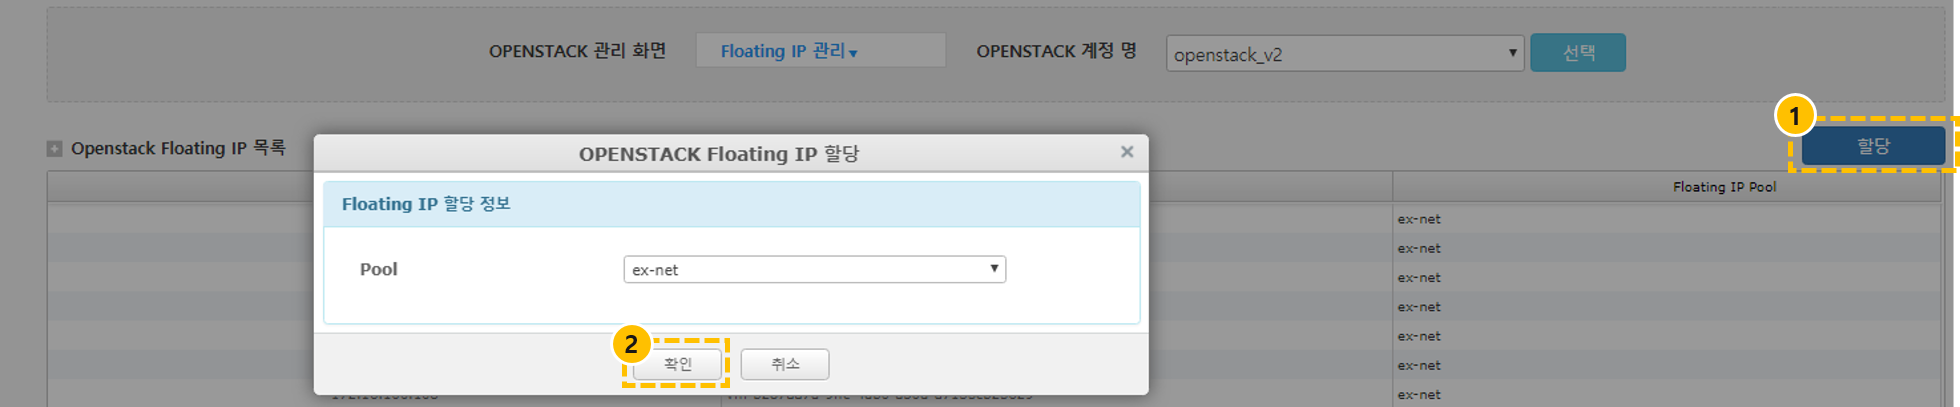 OPENSTACK 관리 화면 Floating IP 관리▾ OPENSTACK 계정 명 openstack_v2 선택
1
Openstack Floating IP 목록 할당
OPENSTACK Floating IP 할당 ×
Floating IP Pool
Floating IP 할당 정보
ex-net
ex-net
Pool ex-net
ex-net
ex-net
ex-net
2
확인 취소
ex-net
ex-net